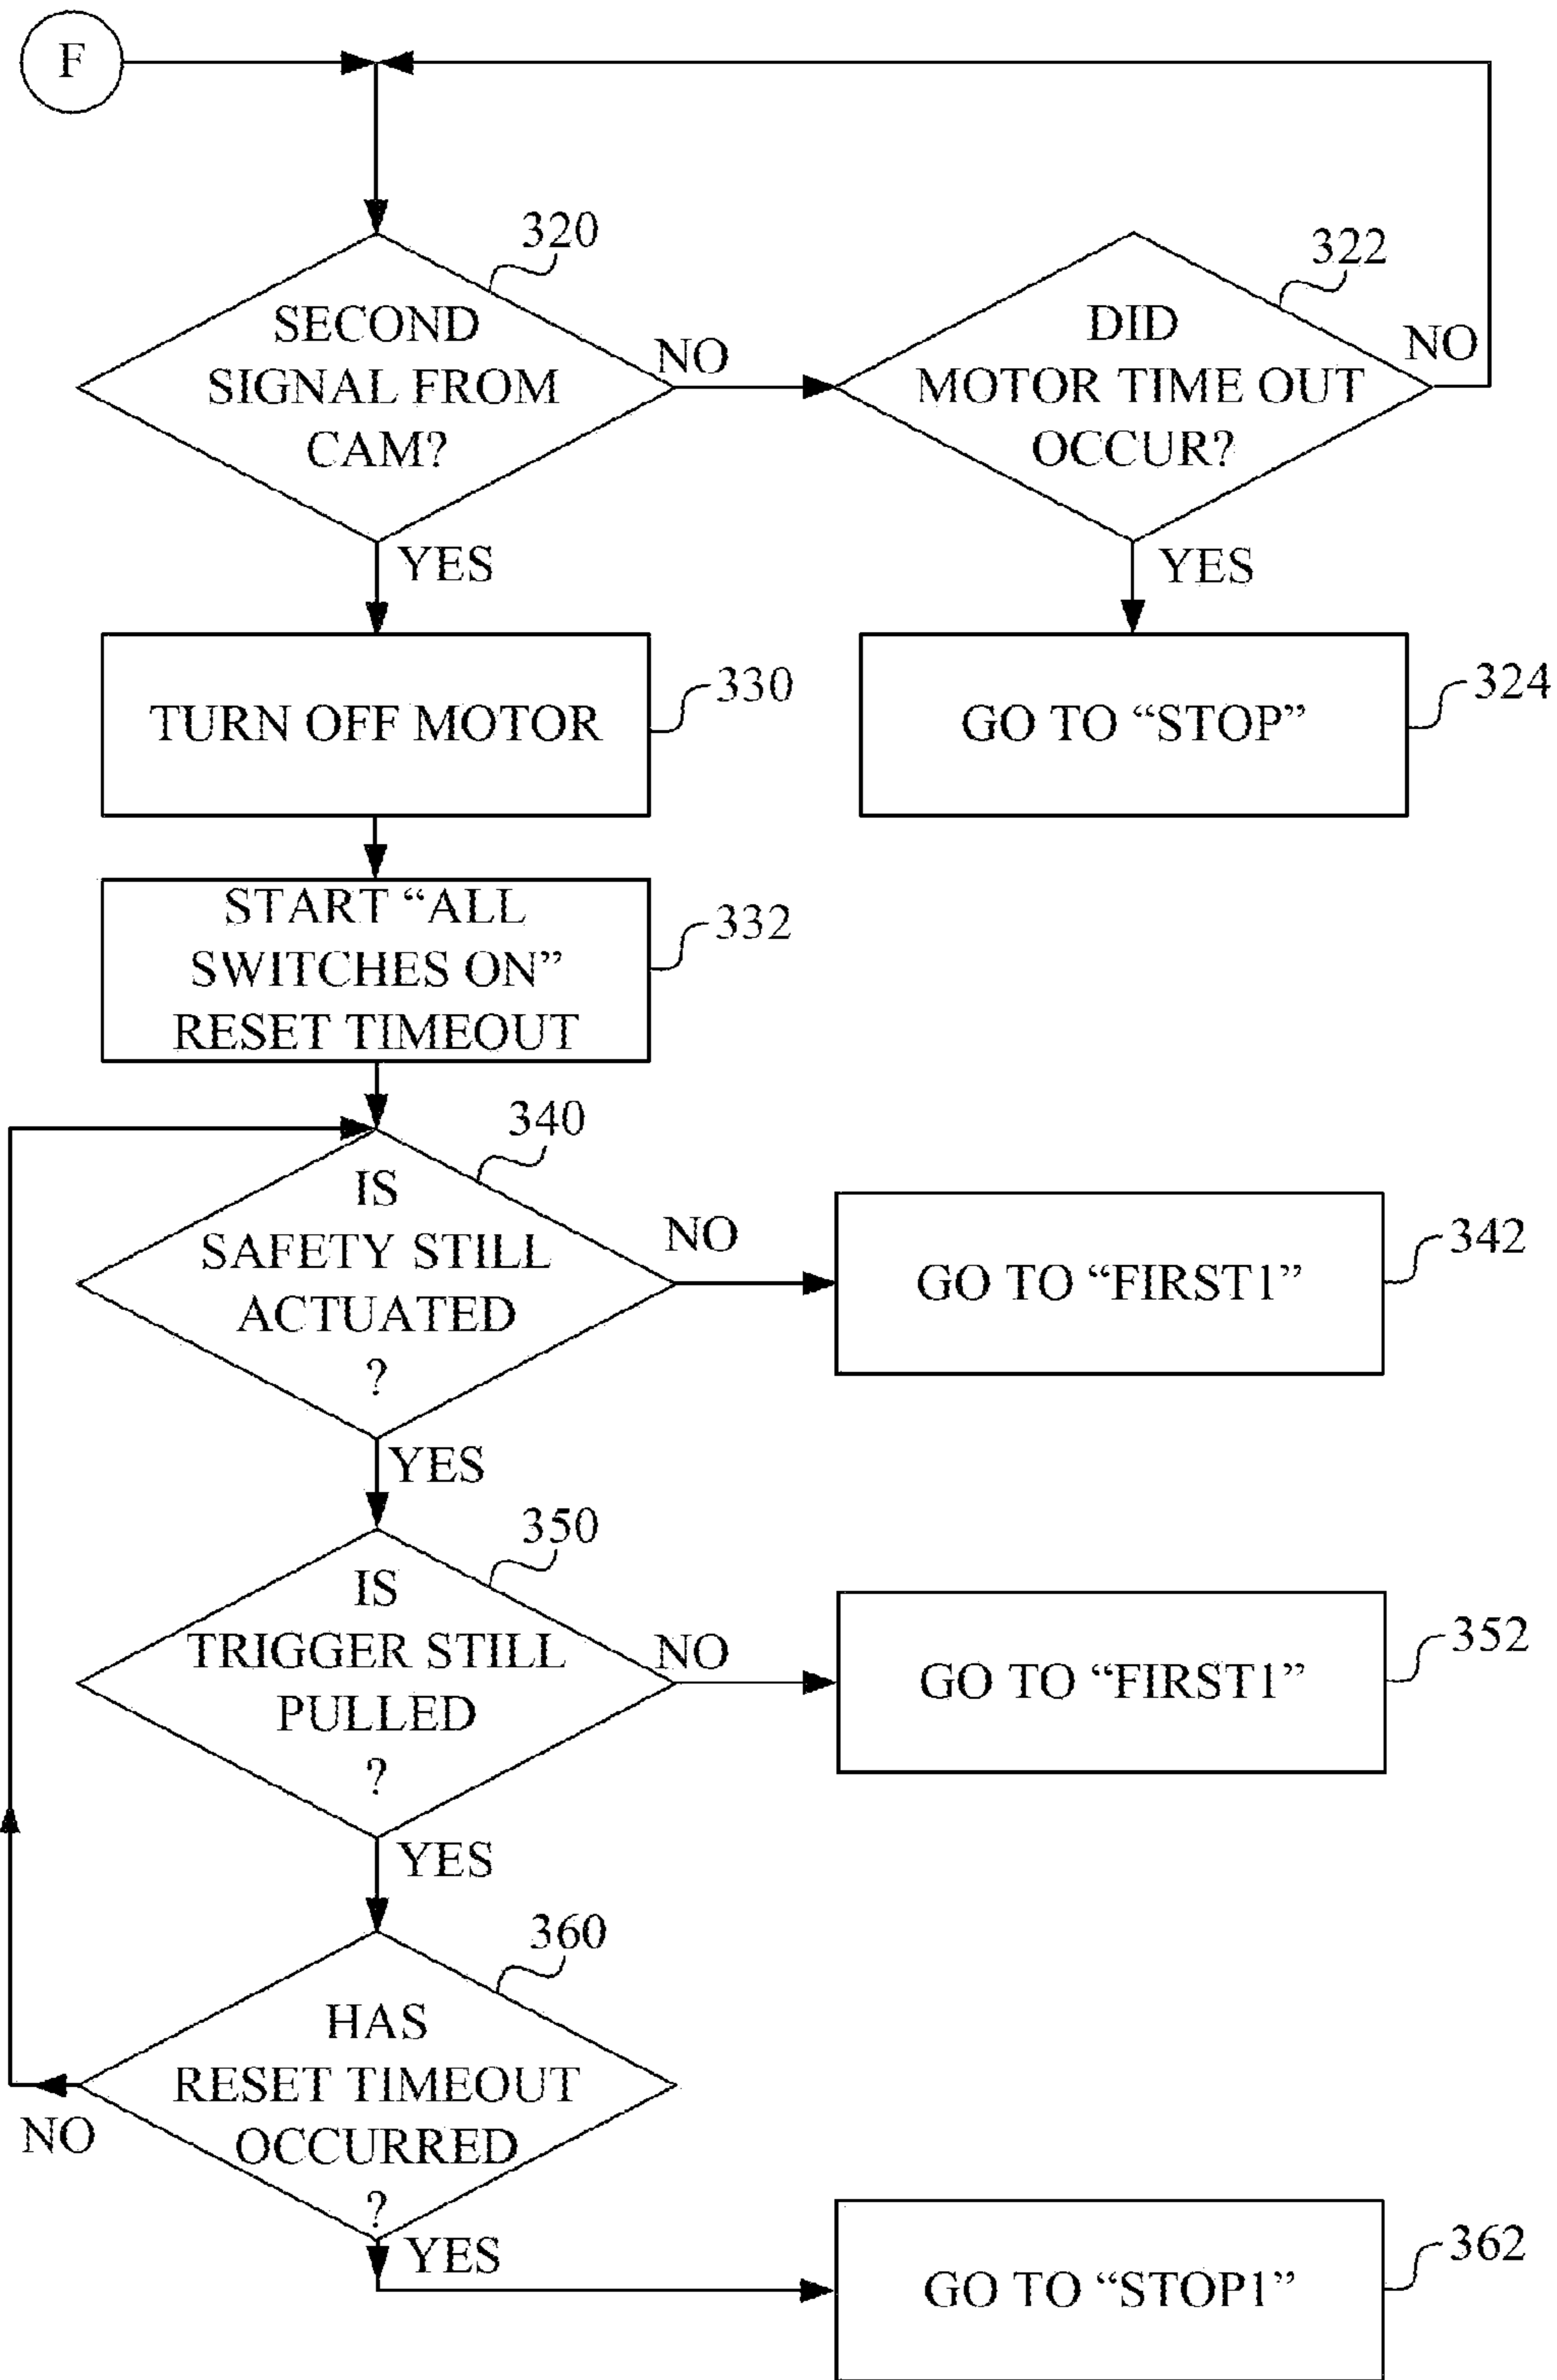 F
320
SECOND
SIGNAL FROM
CAM?
NO
YES
322
DID
MOTOR TIME OUT
OCCUR?
NO
YES
TURN OFF MOTOR
330
GO TO “STOP”
324
START “ALL
SWITCHES ON”
RESET TIMEOUT
332
340
IS
SAFETY STILL
ACTUATED
?
NO
YES
GO TO “FIRST1”
342
350
IS
TRIGGER STILL
PULLED
?
NO
YES
GO TO “FIRST1”
352
360
HAS
RESET TIMEOUT
OCCURRED
?
NO
YES
GO TO “STOP1”
362